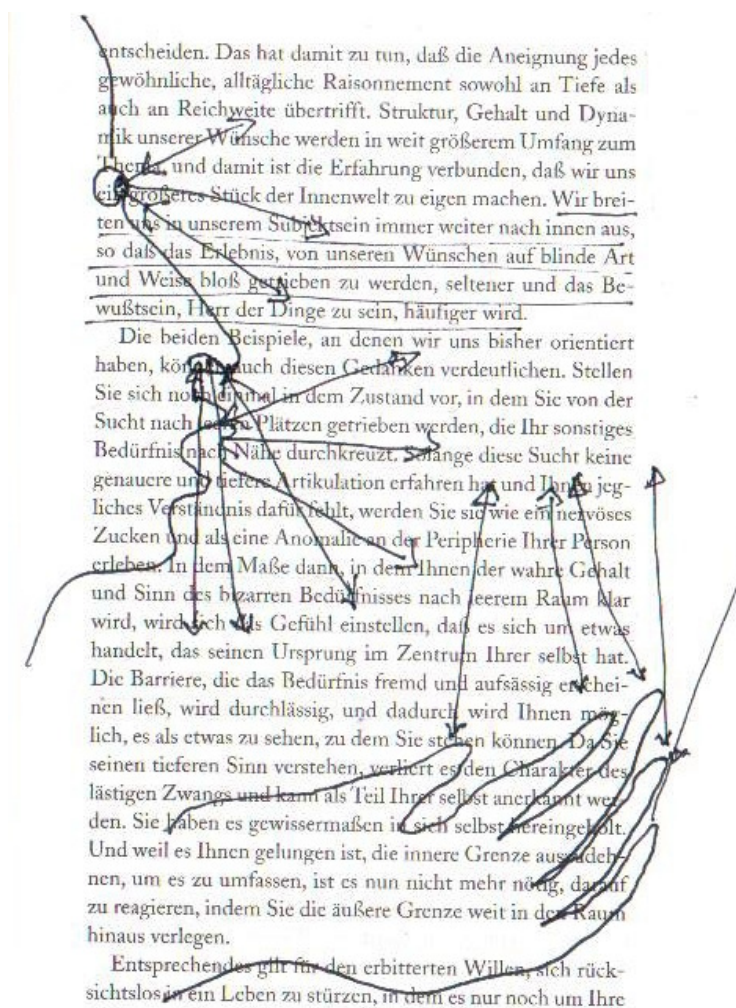 entscheiden. Das hat damit zu tun, daß die Aneignung jedes
gewöhnliche, alltägliche Raisonnement sowohl an Tiefe als
auch an Reichweite übertrifft. Struktur, Gehalt und Dyna-
mik unserer Wünsche werden in weit größerem Umfang zum
Thema, und damit ist die Erfahrung verbunden, daß wir uns
ein größeres Stück der Innenwelt zu eigen machen. Wir brei-
ten uns in unserem Subjektsein immer weiter nach innen aus,
so daß das Erlebnis, von unseren Wünschen auf blinde Art
und Weise bloß getrieben zu werden, seltener und das Be-
wußtsein, Herr der Dinge zu sein, häufiger wird.
Die beiden Beispiele, an denen wir uns bisher orientiert
haben, können auch diesen Gedanken verdeutlichen. Stellen
Sie sich noch einmal in dem Zustand vor, in dem Sie von der
Sucht nach leeren Plätzen getrieben werden, die Ihr sonstiges
Bedürfnis nach Nähe durchkreuzt. Solange diese Sucht keine
genauere und tiefere Artikulation erfahren hat und Ihnen jeg-
liches Verständnis dafür fehlt, werden Sie sie wie ein nervöses
Zucken und als eine Anomalie an der Peripherie Ihrer Person
erleben. In dem Maße dann, in dem Ihnen der wahre Gehalt
und Sinn des bizarren Bedürfnisses nach leerem Raum klar
wird, wird sich als Gefühl einstellen, daß es sich um etwas
handelt, das seinen Ursprung im Zentrum Ihrer selbst hat.
Die Barriere, die das Bedürfnis fremd und aufsässig erschei-
nen ließ, wird durchlässig, und dadurch wird Ihnen mög-
lich, es als etwas zu sehen, zu dem Sie stehen können. Da Sie
seinen tieferen Sinn verstehen, verliert es den Charakter des
lästigen Zwangs und kann als Teil Ihrer selbst anerkannt wer-
den. Sie haben es gewissermaßen in sich selbst hereingeholt.
Und weil es Ihnen gelungen ist, die innere Grenze auszudeh-
nen, um es zu umfassen, ist es nun nicht mehr nötig, darauf
zu reagieren, indem Sie die äußere Grenze weit in den Raum
hinaus verlegen.
Entsprechendes gilt für den erbitterten Willen, sich rück-
sichtslos in ein Leben zu stürzen, in dem es nur noch um Ihre